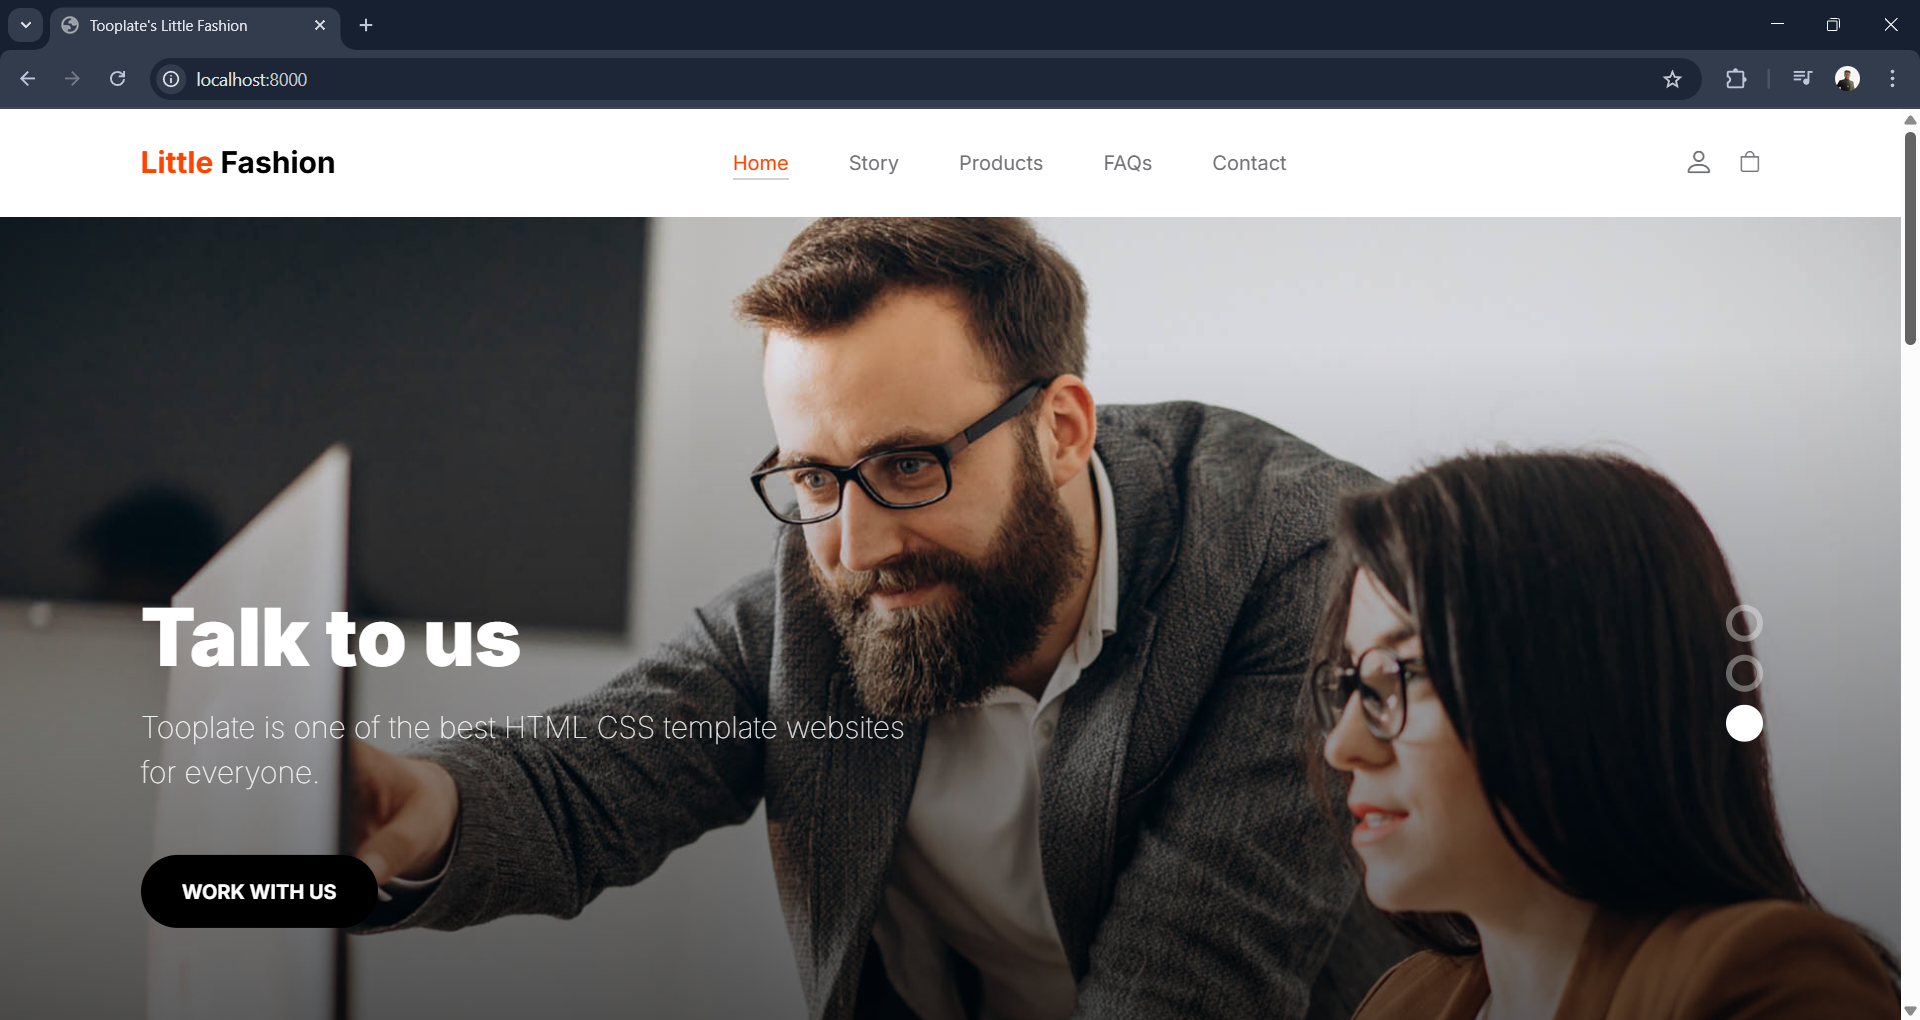 Tooplate's Little Fashion
localhost:8000
Little Fashion
Home
Story
Products
FAQs
Contact
Talk to us
Tooplate is one of the best HTML CSS template websites
for everyone.
WORK WITH US